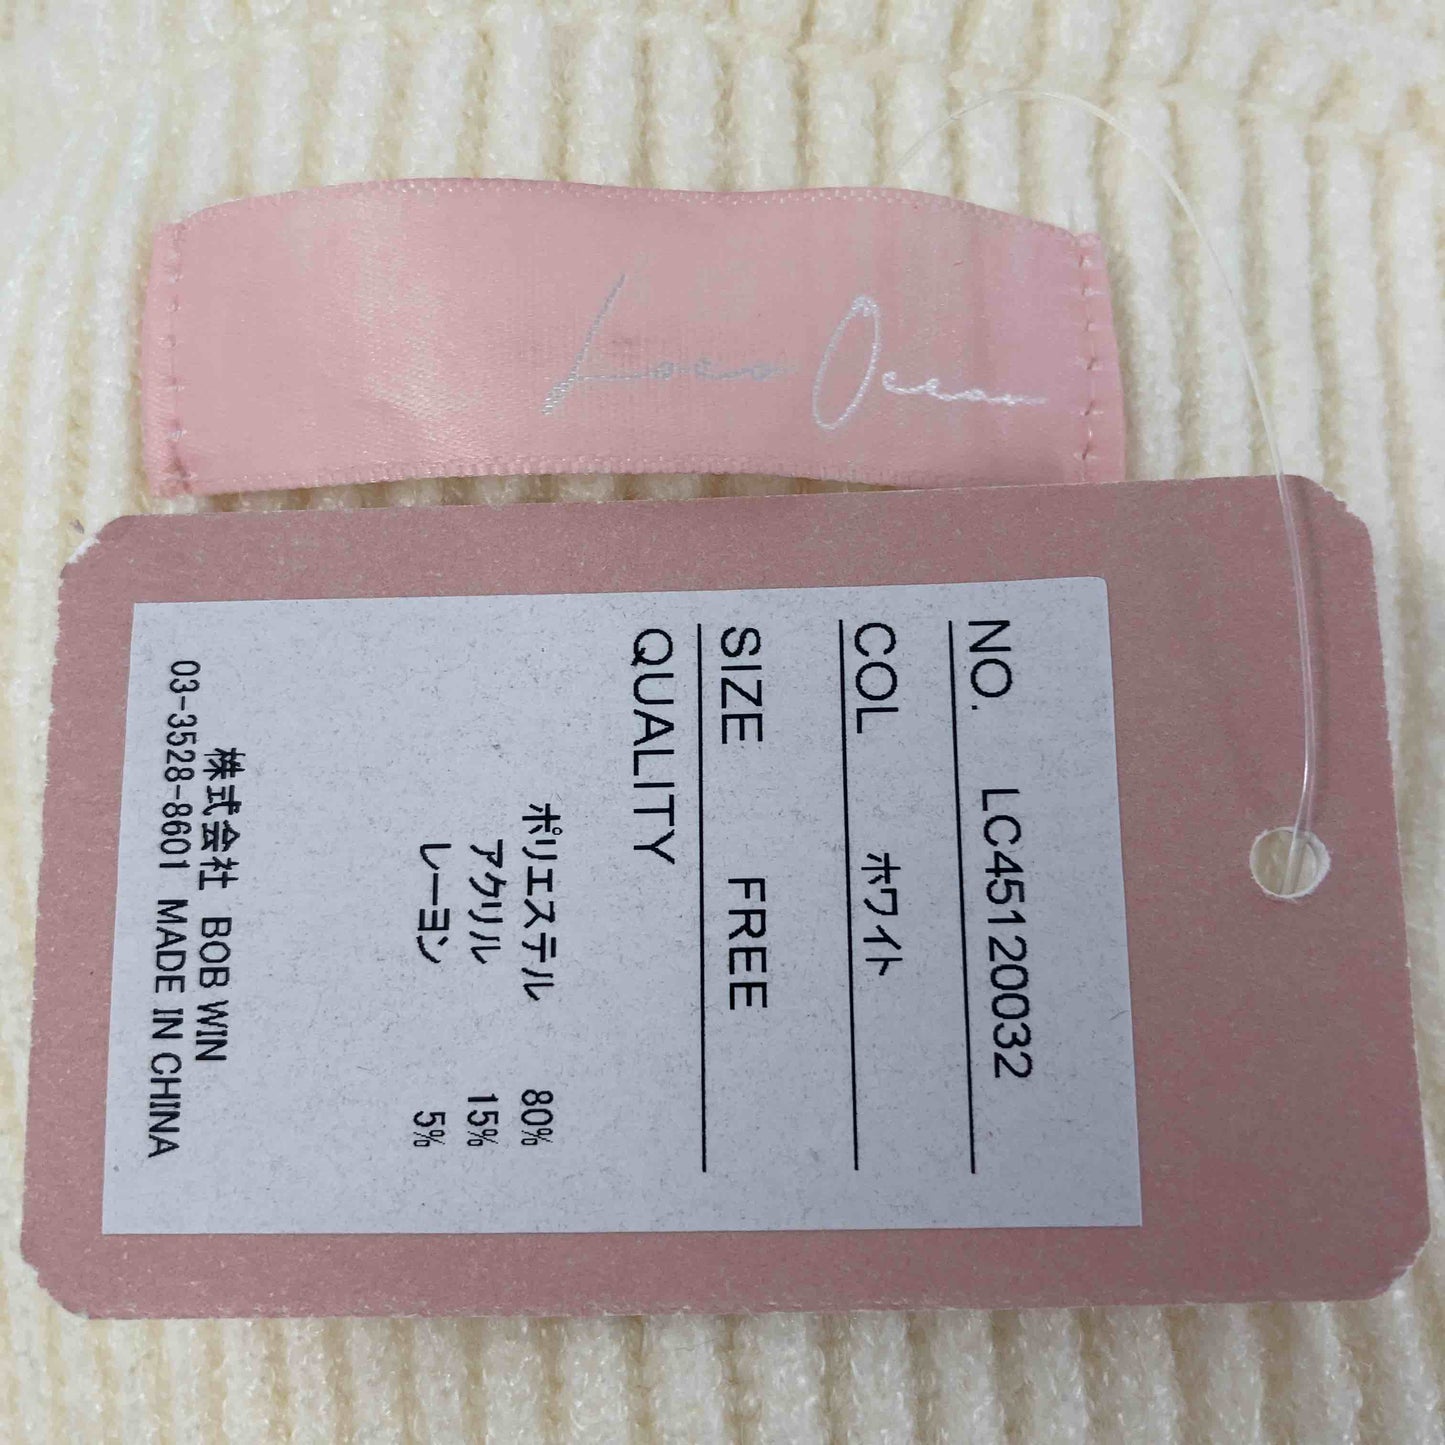 Loco Ocean
NO. LC45120032
COL ホワイト
SIZE FREE
QUALITY
ポリエステル 80%
アクリル 15%
レーヨン 5%
株式会社 BOB WIN
03-3528-8601 MADE IN CHINA